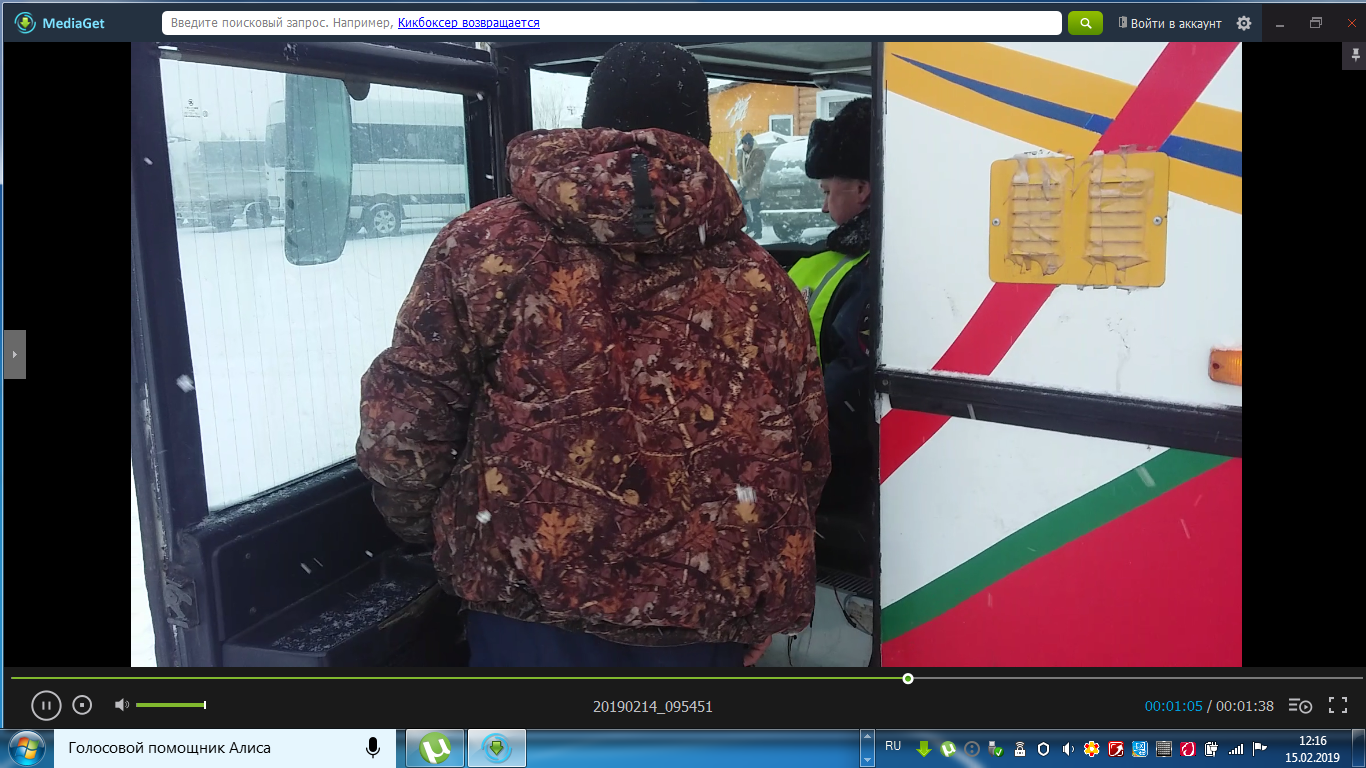 MediaGet
Введите поисковый запрос. Например, Кикбоксер возвращается
Войти в аккаунт
20190214_095451
00:01:05 / 00:01:38
Голосовой помощник Алиса
RU
12:16
15.02.2019